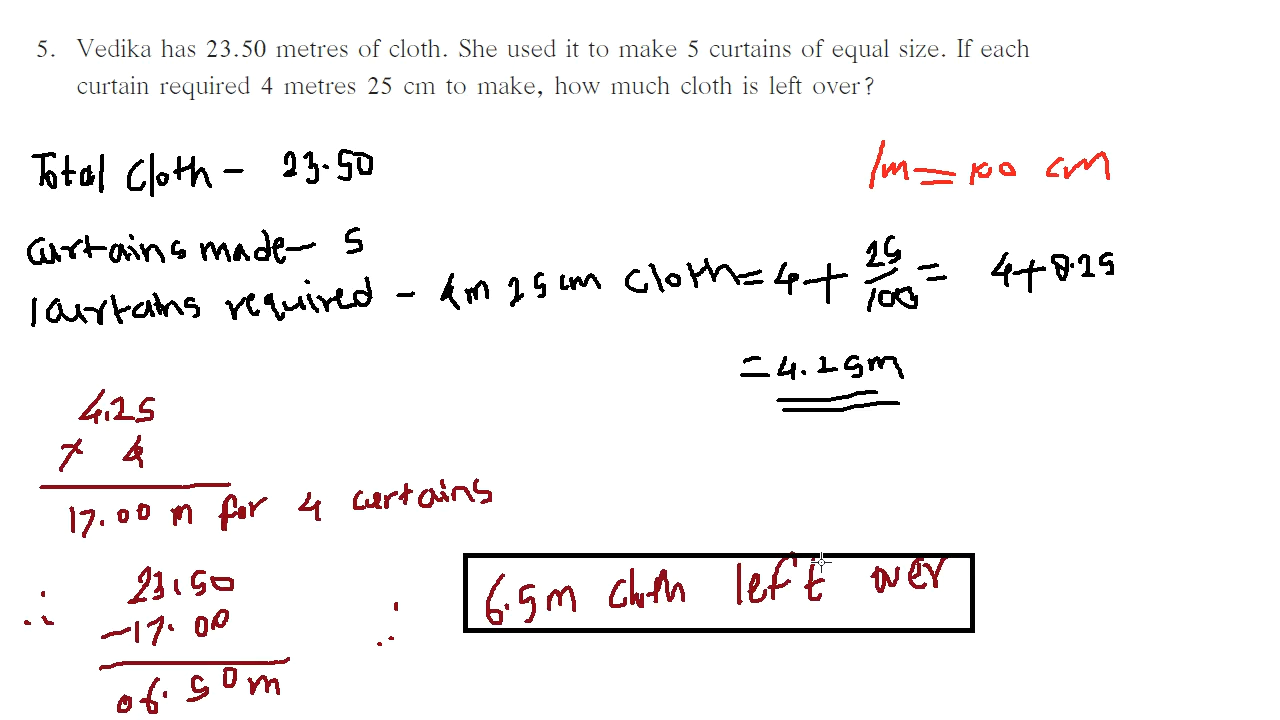 5. Vedika has 23.50 metres of cloth. She used it to make 5 curtains of equal size. If each
curtain required 4 metres 25 cm to make, how much cloth is left over?
Total cloth - 23.50
1m = 100 cm
curtains made - 5
1 curtains required - 4m 25 cm cloth = 4 + 25/100 = 4 + 0.25
= 4.25m
4.25
× 4
17.00 m for 4 curtains
∴ 23.50
-17.00
06.50m
∴ 6.5m cloth left over